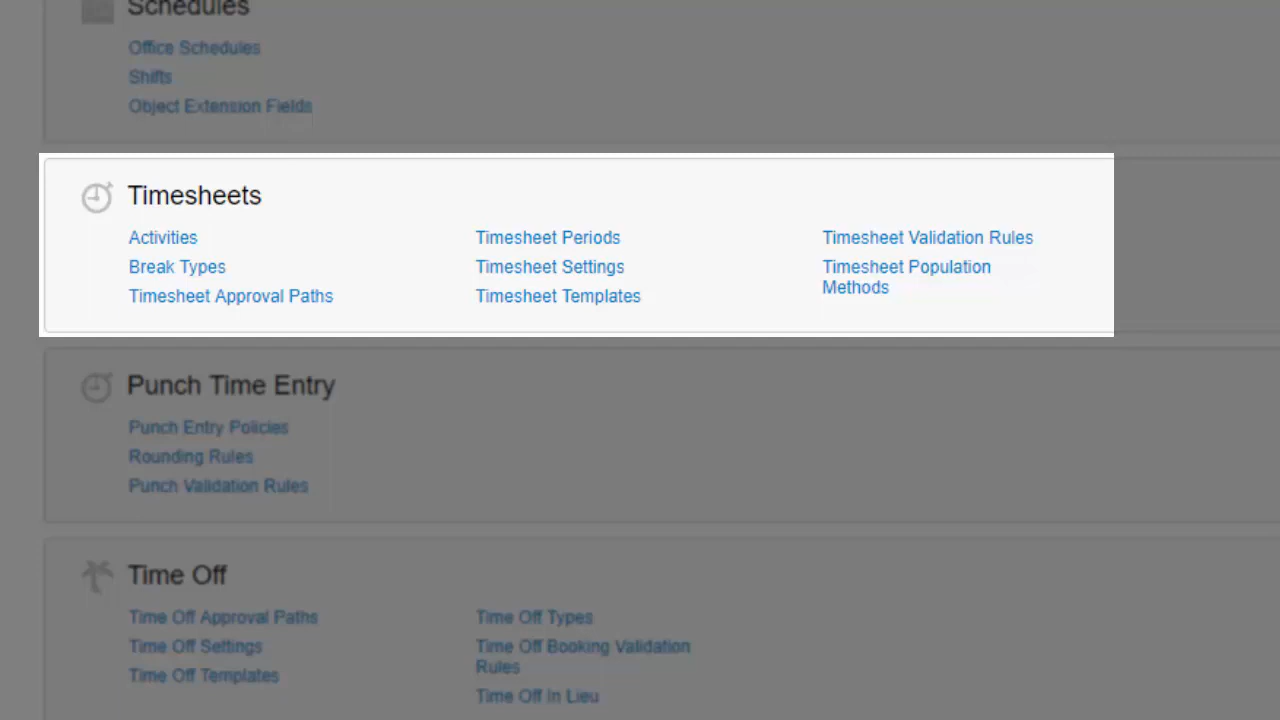 Schedules
Office Schedules
Shifts
Object Extension Fields
Timesheets
Activities
Break Types
Timesheet Approval Paths
Timesheet Periods
Timesheet Settings
Timesheet Templates
Timesheet Validation Rules
Timesheet Population
Methods
Punch Time Entry
Punch Entry Policies
Rounding Rules
Punch Validation Rules
Time Off
Time Off Approval Paths
Time Off Settings
Time Off Templates
Time Off Types
Time Off Booking Validation
Rules
Time Off In Lieu